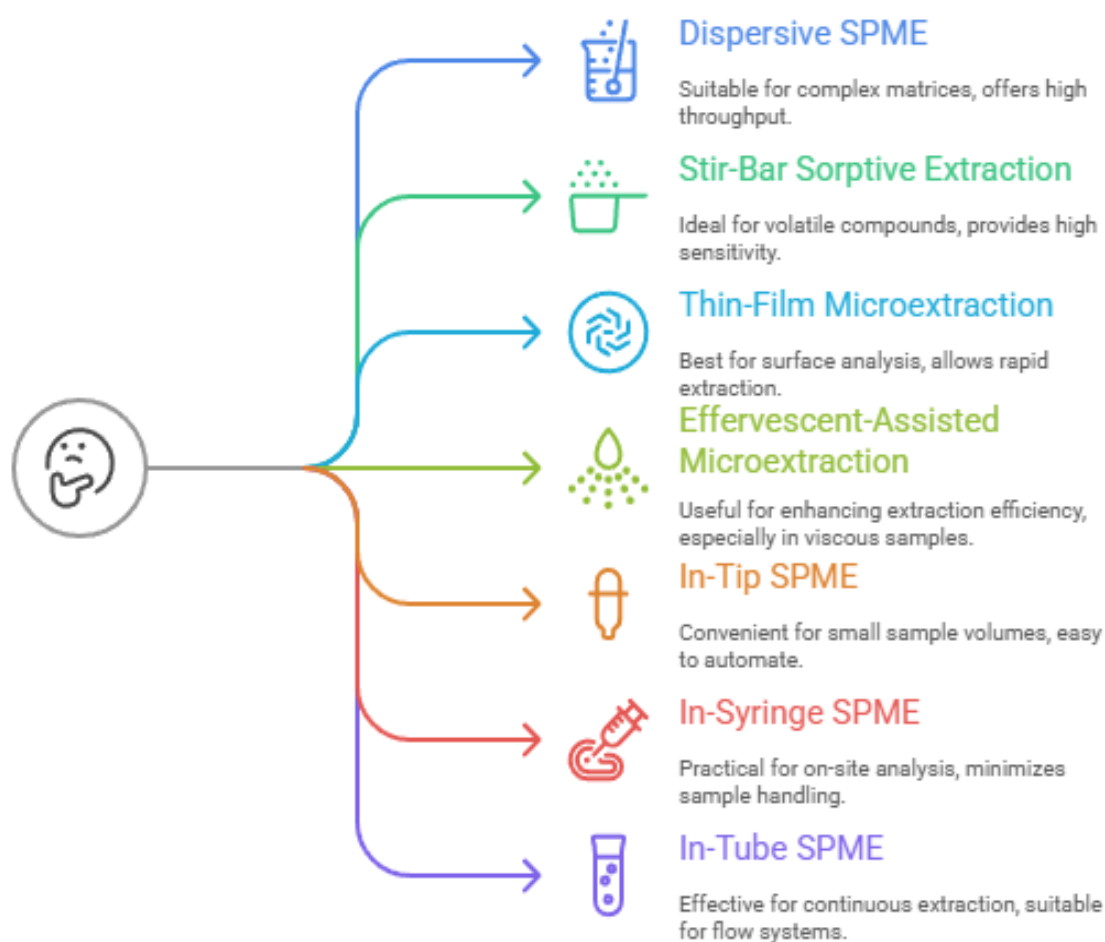 Dispersive SPME
Suitable for complex matrices, offers high
throughput.
Stir-Bar Sorptive Extraction
Ideal for volatile compounds, provides high
sensitivity.
Thin-Film Microextraction
Best for surface analysis, allows rapid
extraction.
Effervescent-Assisted
Microextraction
Useful for enhancing extraction efficiency,
especially in viscous samples.
In-Tip SPME
Convenient for small sample volumes, easy
to automate.
In-Syringe SPME
Practical for on-site analysis, minimizes
sample handling.
In-Tube SPME
Effective for continuous extraction, suitable
for flow systems.